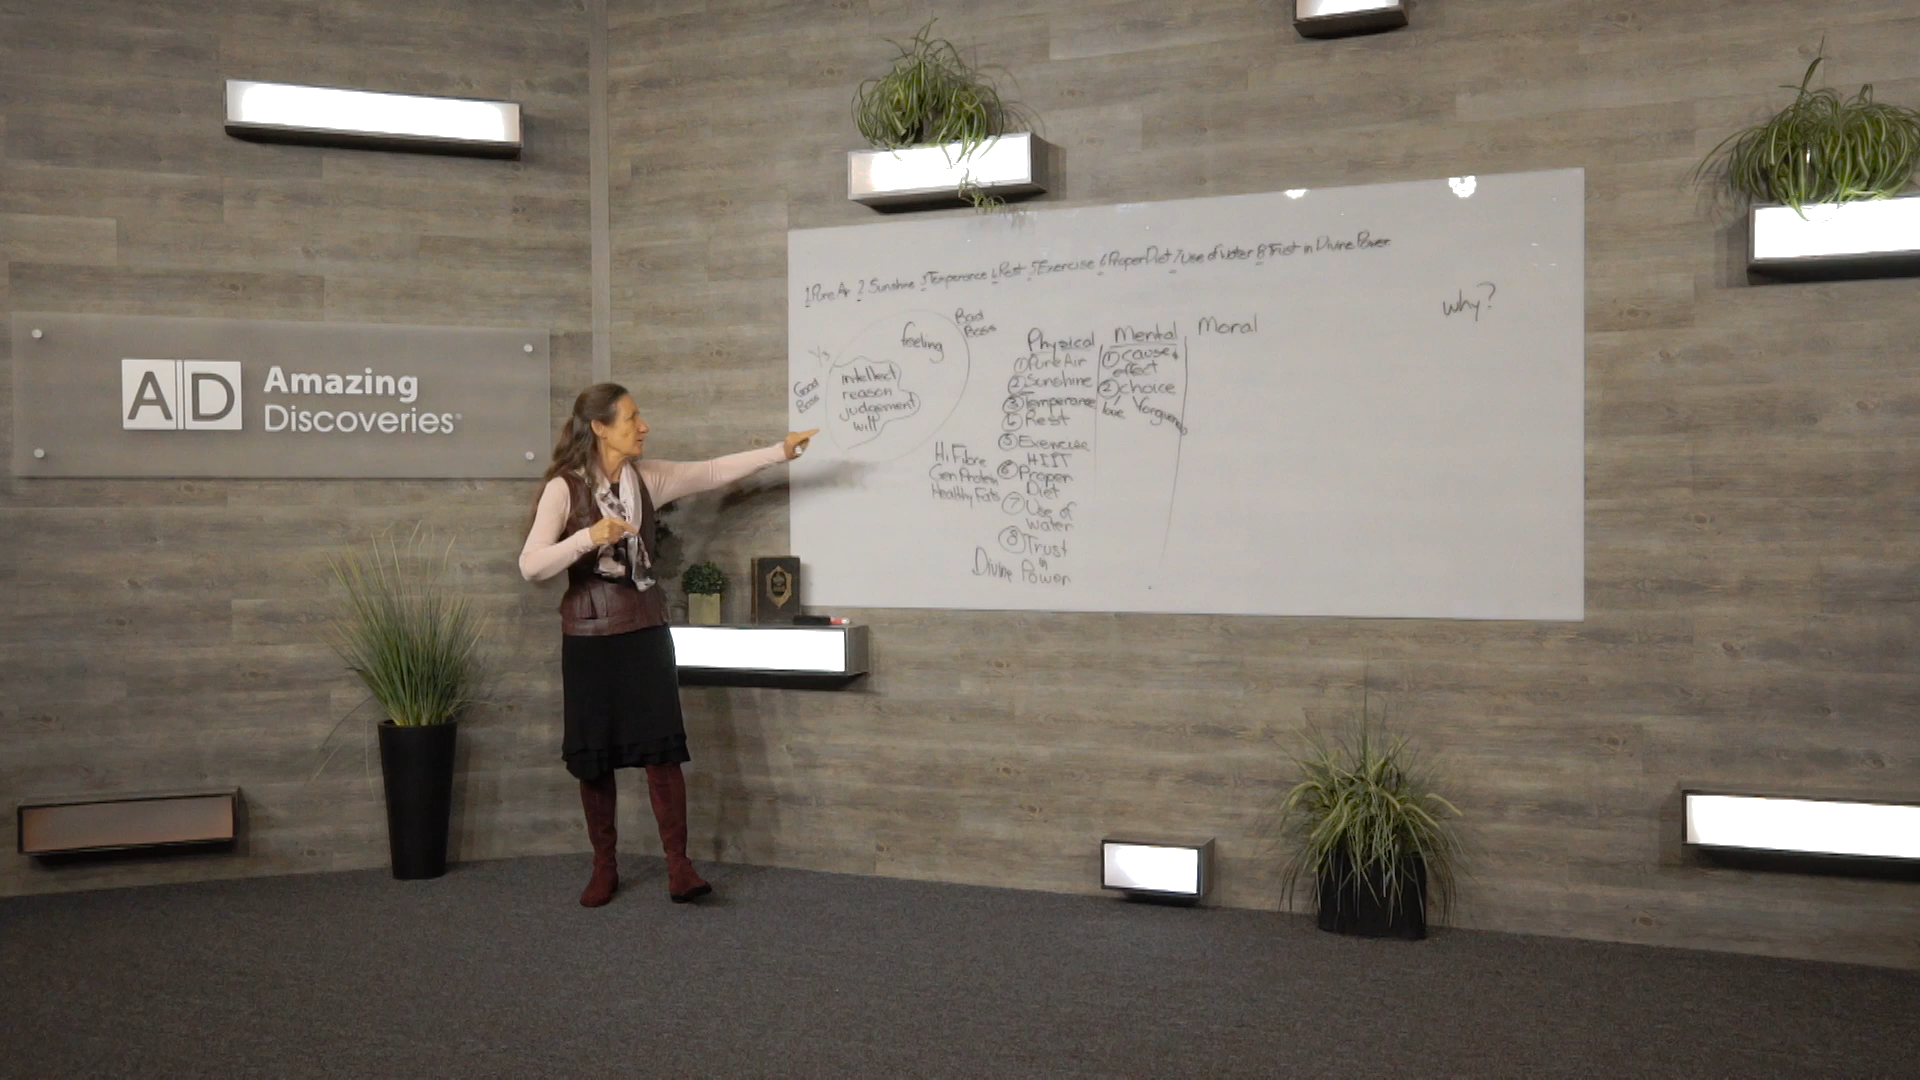 A|D Amazing
Discoveries
1 Pure Air 2 Sunshine 3 Temperance 4 Rest 5 Exercise 6 Proper Diet 7 Use of Water 8 Trust in Divine Power
why?
Bad
Boss
feeling
Good
Boss
intellect
reason
judgement
will
Physical
① Pure Air
② Sunshine
③ Temperance
Rest
⑤ Exercise
HIIT
⑥ Proper
Diet
⑦ Use of
water
⑧ Trust
in
Divine Power
Hi Fibre
Gen Protein
Healthy Fats
Mental
① cause &
effect
② choice
love
Moral